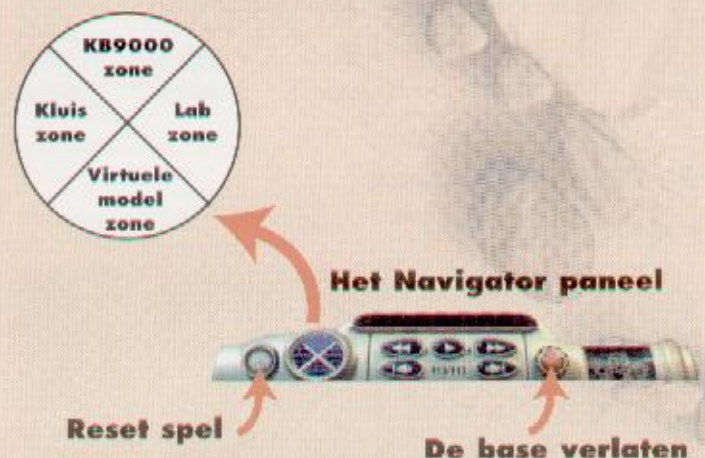 KB9000
zone
Kluis
zone
Lab
zone
Virtuele
model
zone
Het Navigator paneel
Reset spel
De base verlaten